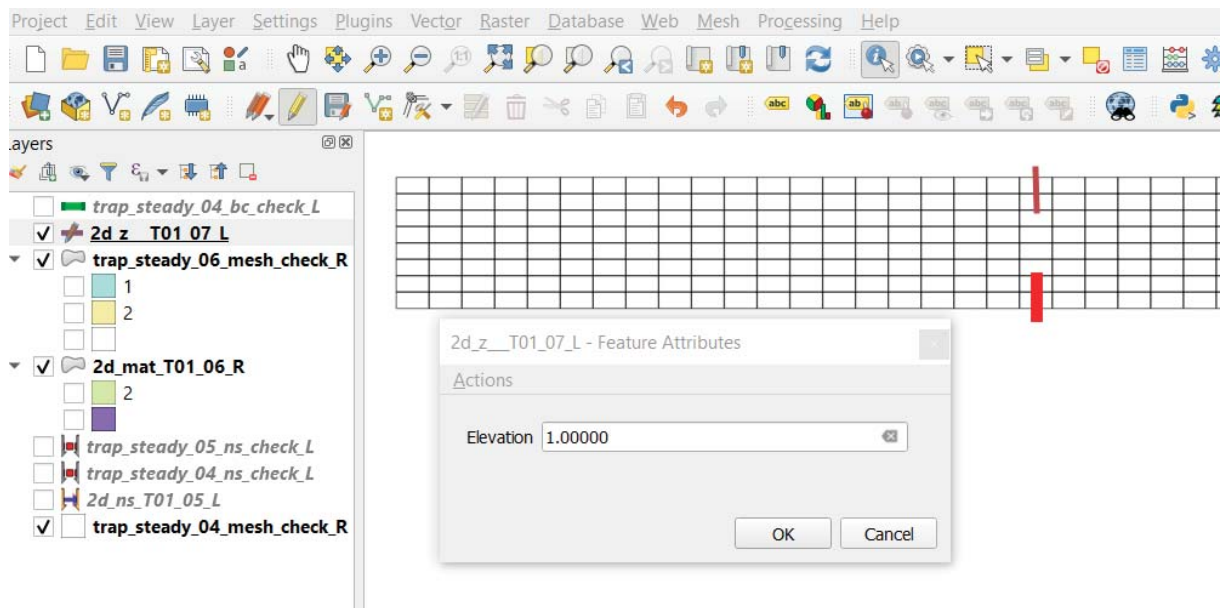 Project Edit View Layer Settings Plugins Vector Raster Database Web Mesh Processing Help
ayers
trap_steady_04_bc_check_L
2d_z__T01_07_L
trap_steady_06_mesh_check_R
1
2
2d_mat_T01_06_R
2
trap_steady_05_ns_check_L
trap_steady_04_ns_check_L
2d_ns_T01_05_L
trap_steady_04_mesh_check_R
2d_z__T01_07_L - Feature Attributes
Actions
Elevation 1.00000
OK Cancel